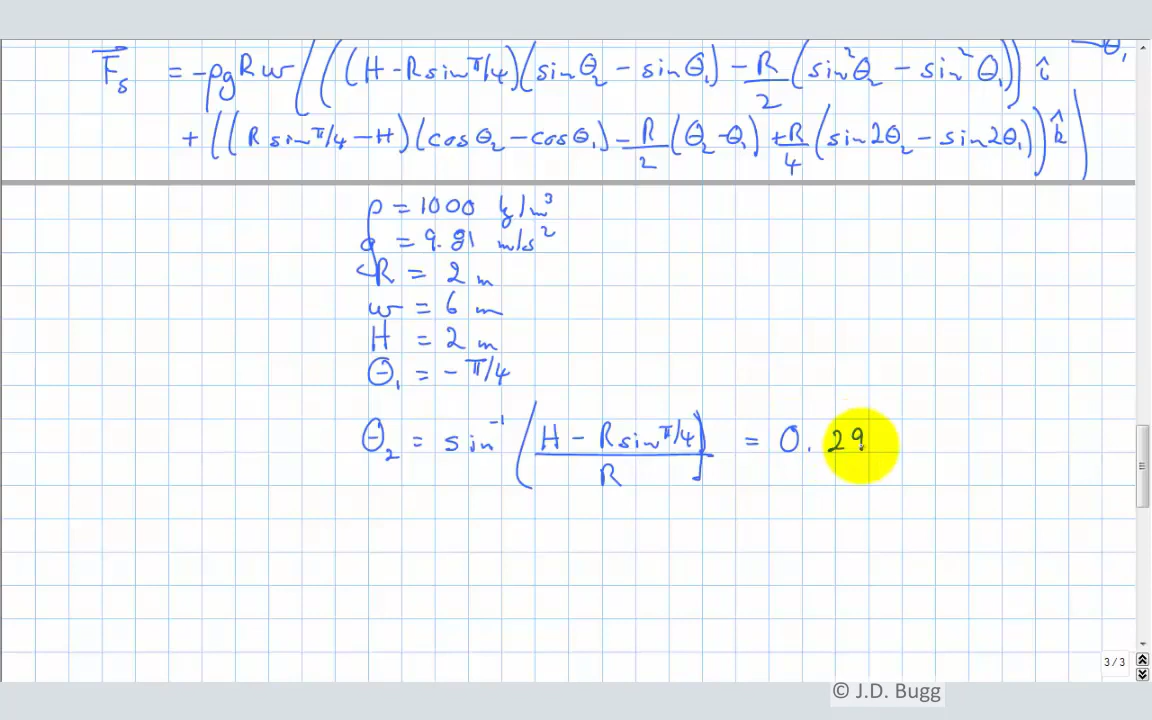 F⃗s = -ρgRw(((H - R sin π/4)(sin θ₂ - sin θ₁) - R/2 (sin²θ₂ - sin²θ₁)) î
+ ((R sin π/4 - H)(cos θ₂ - cos θ₁) - R/2 (θ₂ - θ₁) + R/4 (sin 2θ₂ - sin 2θ₁)) k̂)
ρ = 1000 kg/m³
g = 9.81 m/s²
R = 2 m
w = 6 m
H = 2 m
θ₁ = -π/4
θ₂ = sin⁻¹ ((H - R sin π/4)/R) = 0.29
3/3
© J.D. Bugg